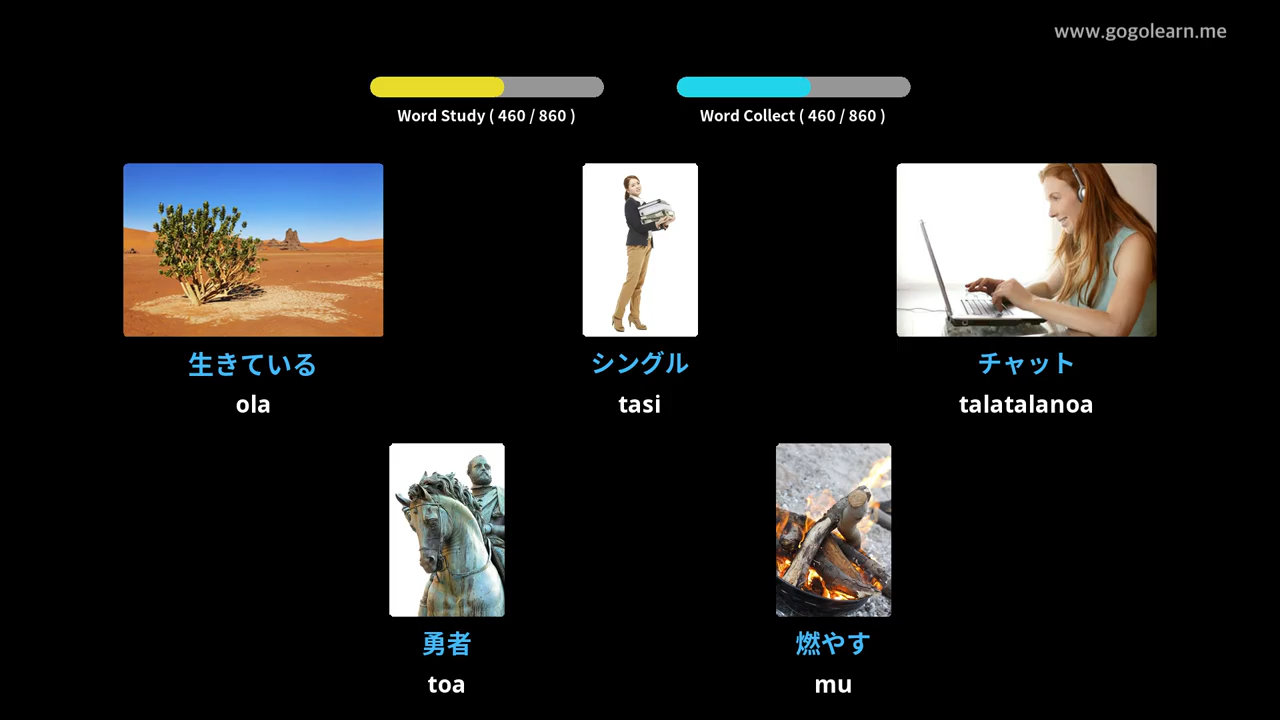 www.gogolearn.me
Word Study ( 460 / 860 )
Word Collect ( 460 / 860 )
生きている
シングル
チャット
ola
tasi
talatalanoa
勇者
燃やす
toa
mu